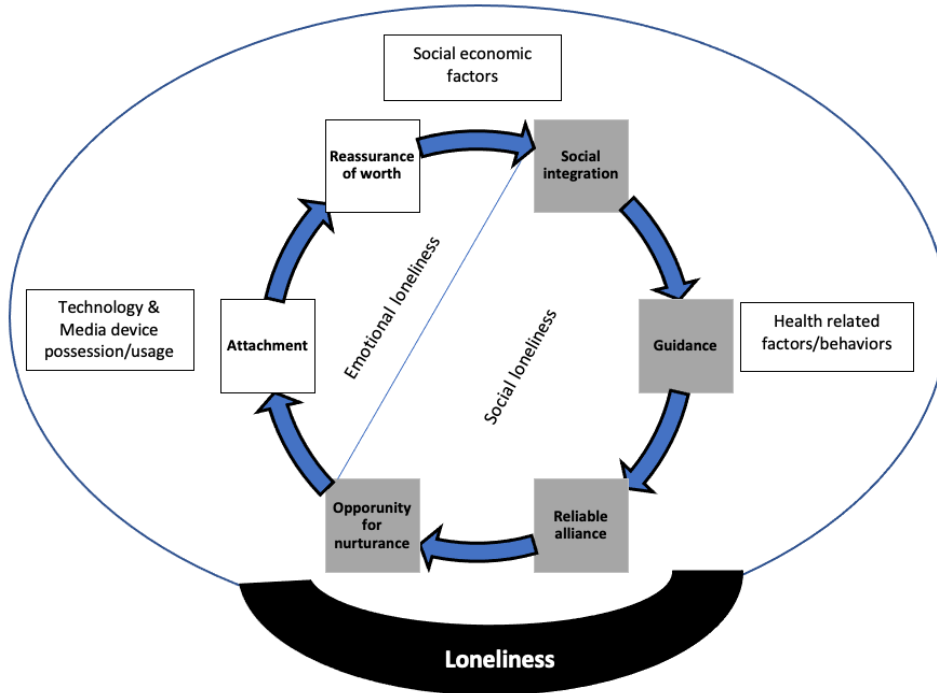 Social economic
factors
Reassurance
of worth
Social
integration
Emotional loneliness
Technology &
Media device
possession/usage
Attachment
Social loneliness
Guidance
Health related
factors/behaviors
Opporunity
for
nurturance
Reliable
alliance
Loneliness